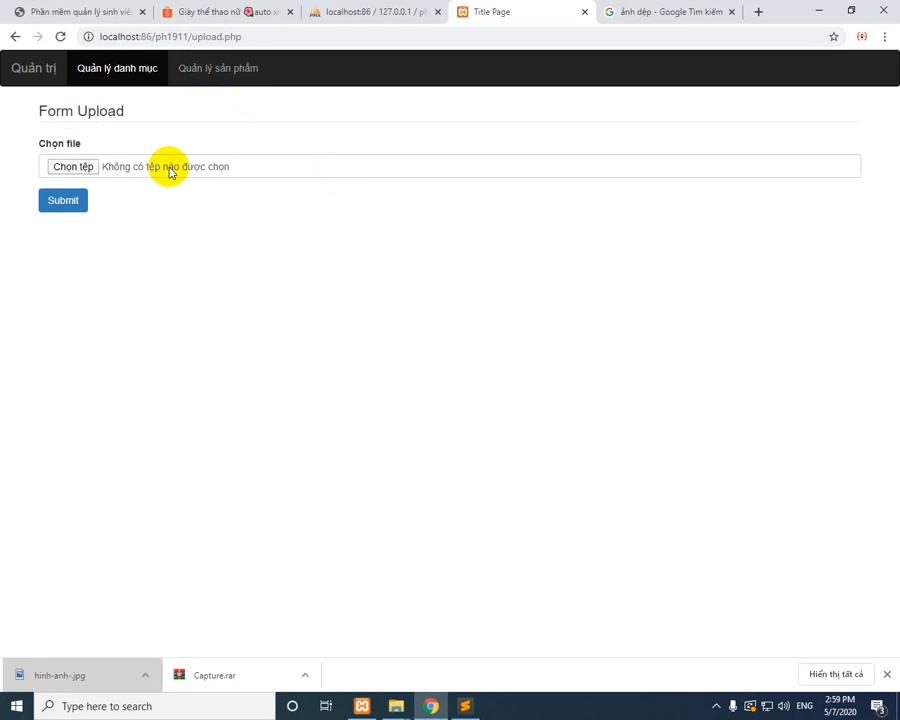 Phần mềm quản lý sinh viê
Giày thể thao nữ auto x
localhost:86 / 127.0.0.1 / ph
Title Page
ảnh dẹp - Google Tìm kiếm
localhost:86/ph1911/upload.php
Quản trị
Quản lý danh mục
Quản lý sản phẩm
Form Upload
Chọn file
Chọn tệp Không có tệp nào được chọn
Submit
hinh-anh-.jpg
Capture.rar
Hiển thị tất cả
Type here to search
ENG
2:59 PM
5/7/2020
3